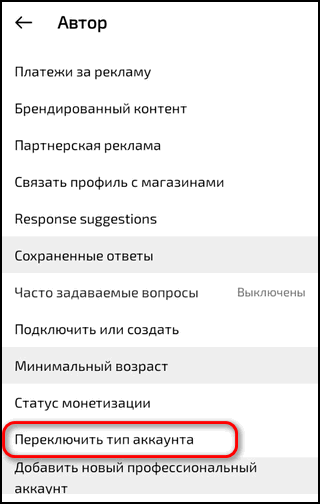 Автор
Платежи за рекламу
Брендированный контент
Партнерская реклама
Связать профиль с магазинами
Response suggestions
Сохраненные ответы
Часто задаваемые вопросы Выключены
Подключить или создать
Минимальный возраст
Статус монетизации
Переключить тип аккаунта
Добавить новый профессиональный
аккаунт